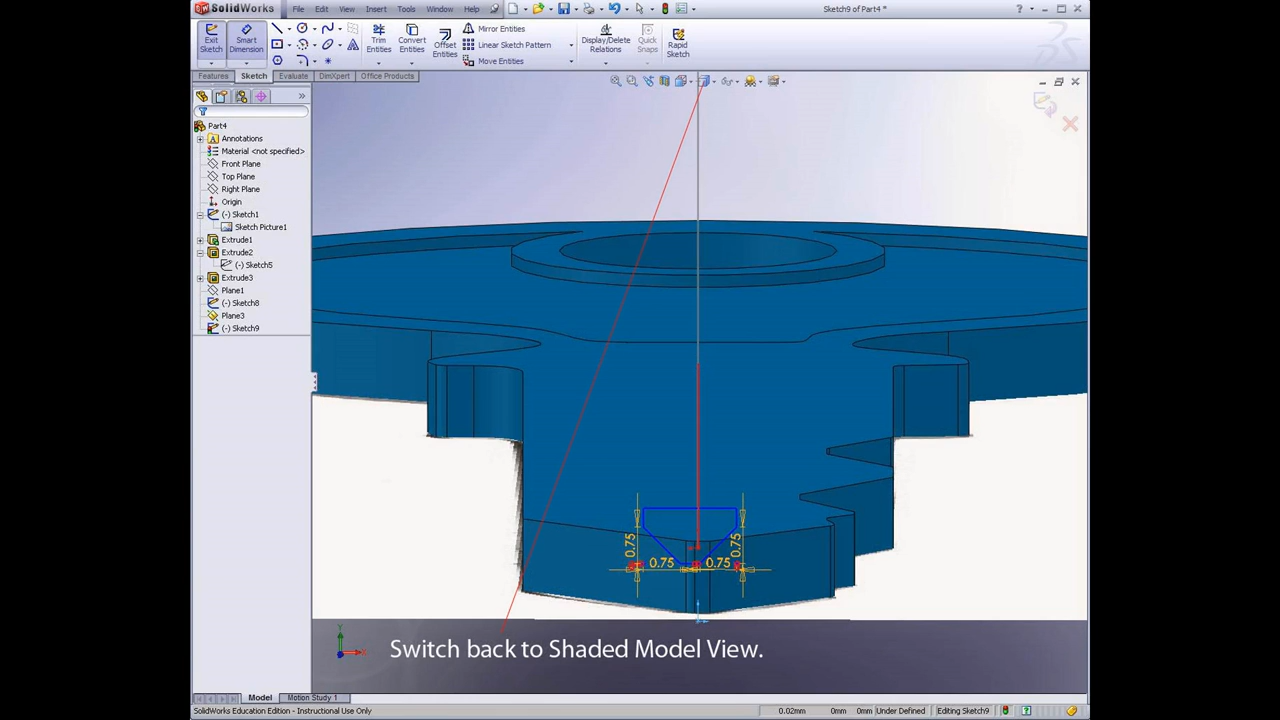 SolidWorks File Edit View Insert Tools Window Help Sketch9 of Part4 *
Exit Sketch
Smart Dimension
Trim Entities
Convert Entities
Offset Entities
Mirror Entities
Linear Sketch Pattern
Move Entities
Display/Delete Relations
Quick Snaps
Rapid Sketch
Features Sketch Evaluate DimXpert Office Products
Part4
Annotations
Material <not specified>
Front Plane
Top Plane
Right Plane
Origin
(-) Sketch1
Sketch Picture1
Extrude1
Extrude2
(-) Sketch5
Extrude3
Plane1
(-) Sketch8
Plane3
(-) Sketch9
0.75 0.75
0.75 0.75
Y
X
Switch back to Shaded Model View.
Model Motion Study 1
SolidWorks Education Edition - Instructional Use Only 0.02mm 0mm 0mm Under Defined Editing Sketch9